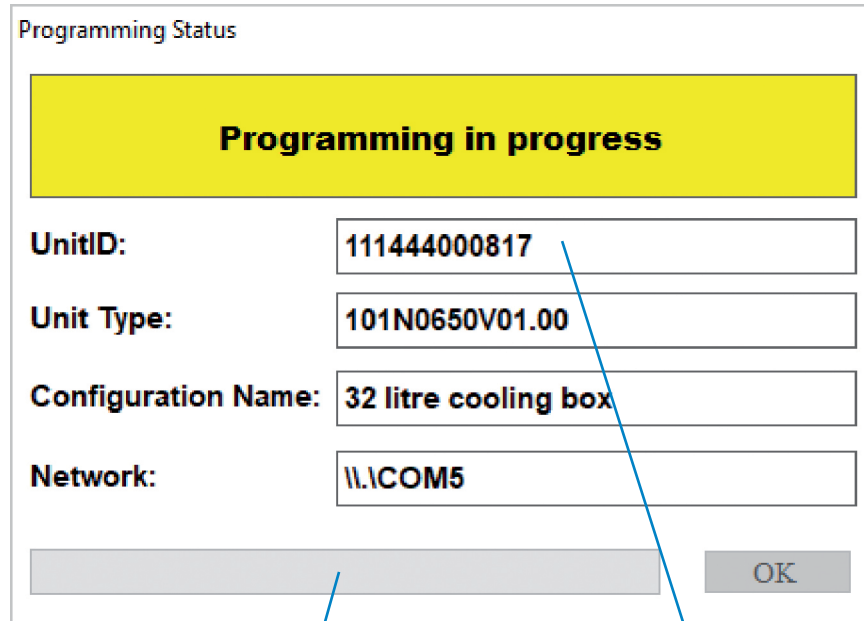 Programming Status
Programming in progress
UnitID: 111444000817
Unit Type: 101N0650V01.00
Configuration Name: 32 litre cooling box
Network: \\.\COM5
OK